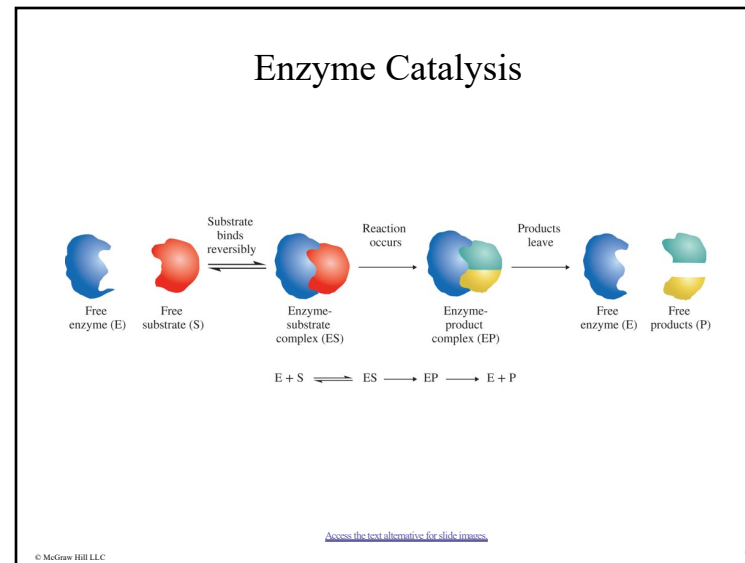 Enzyme Catalysis
Substrate
binds
reversibly
Reaction
occurs
Products
leave
Free
enzyme (E)
Free
substrate (S)
Enzyme-
substrate
complex (ES)
Enzyme-
product
complex (EP)
Free
enzyme (E)
Free
products (P)
E + S ⇌ ES → EP → E + P
Access the text alternative for slide images.
© McGraw Hill LLC